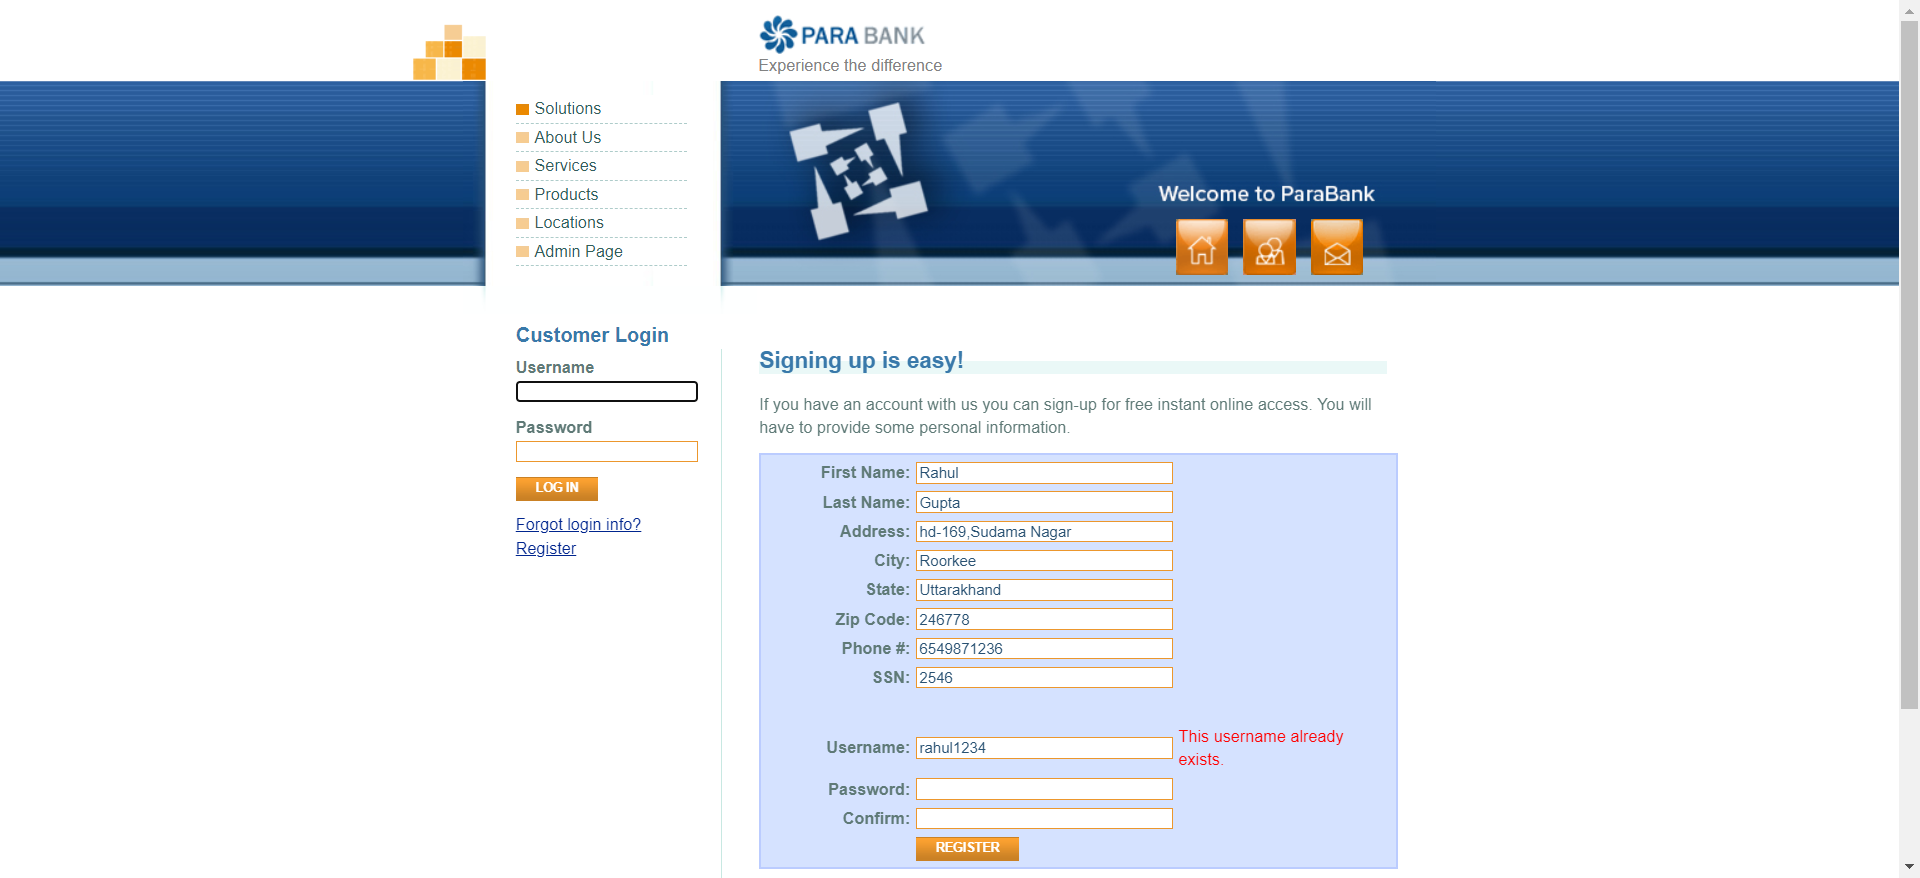 PARA BANK
Experience the difference
Solutions
About Us
Services
Products
Locations
Admin Page
Welcome to ParaBank
Customer Login
Username
Password
LOG IN
Forgot login info?
Register
Signing up is easy!
If you have an account with us you can sign-up for free instant online access. You will
have to provide some personal information.
First Name: Rahul
Last Name: Gupta
Address: hd-169,Sudama Nagar
City: Roorkee
State: Uttarakhand
Zip Code: 246778
Phone #: 6549871236
SSN: 2546
Username: rahul1234 This username already
exists.
Password:
Confirm:
REGISTER